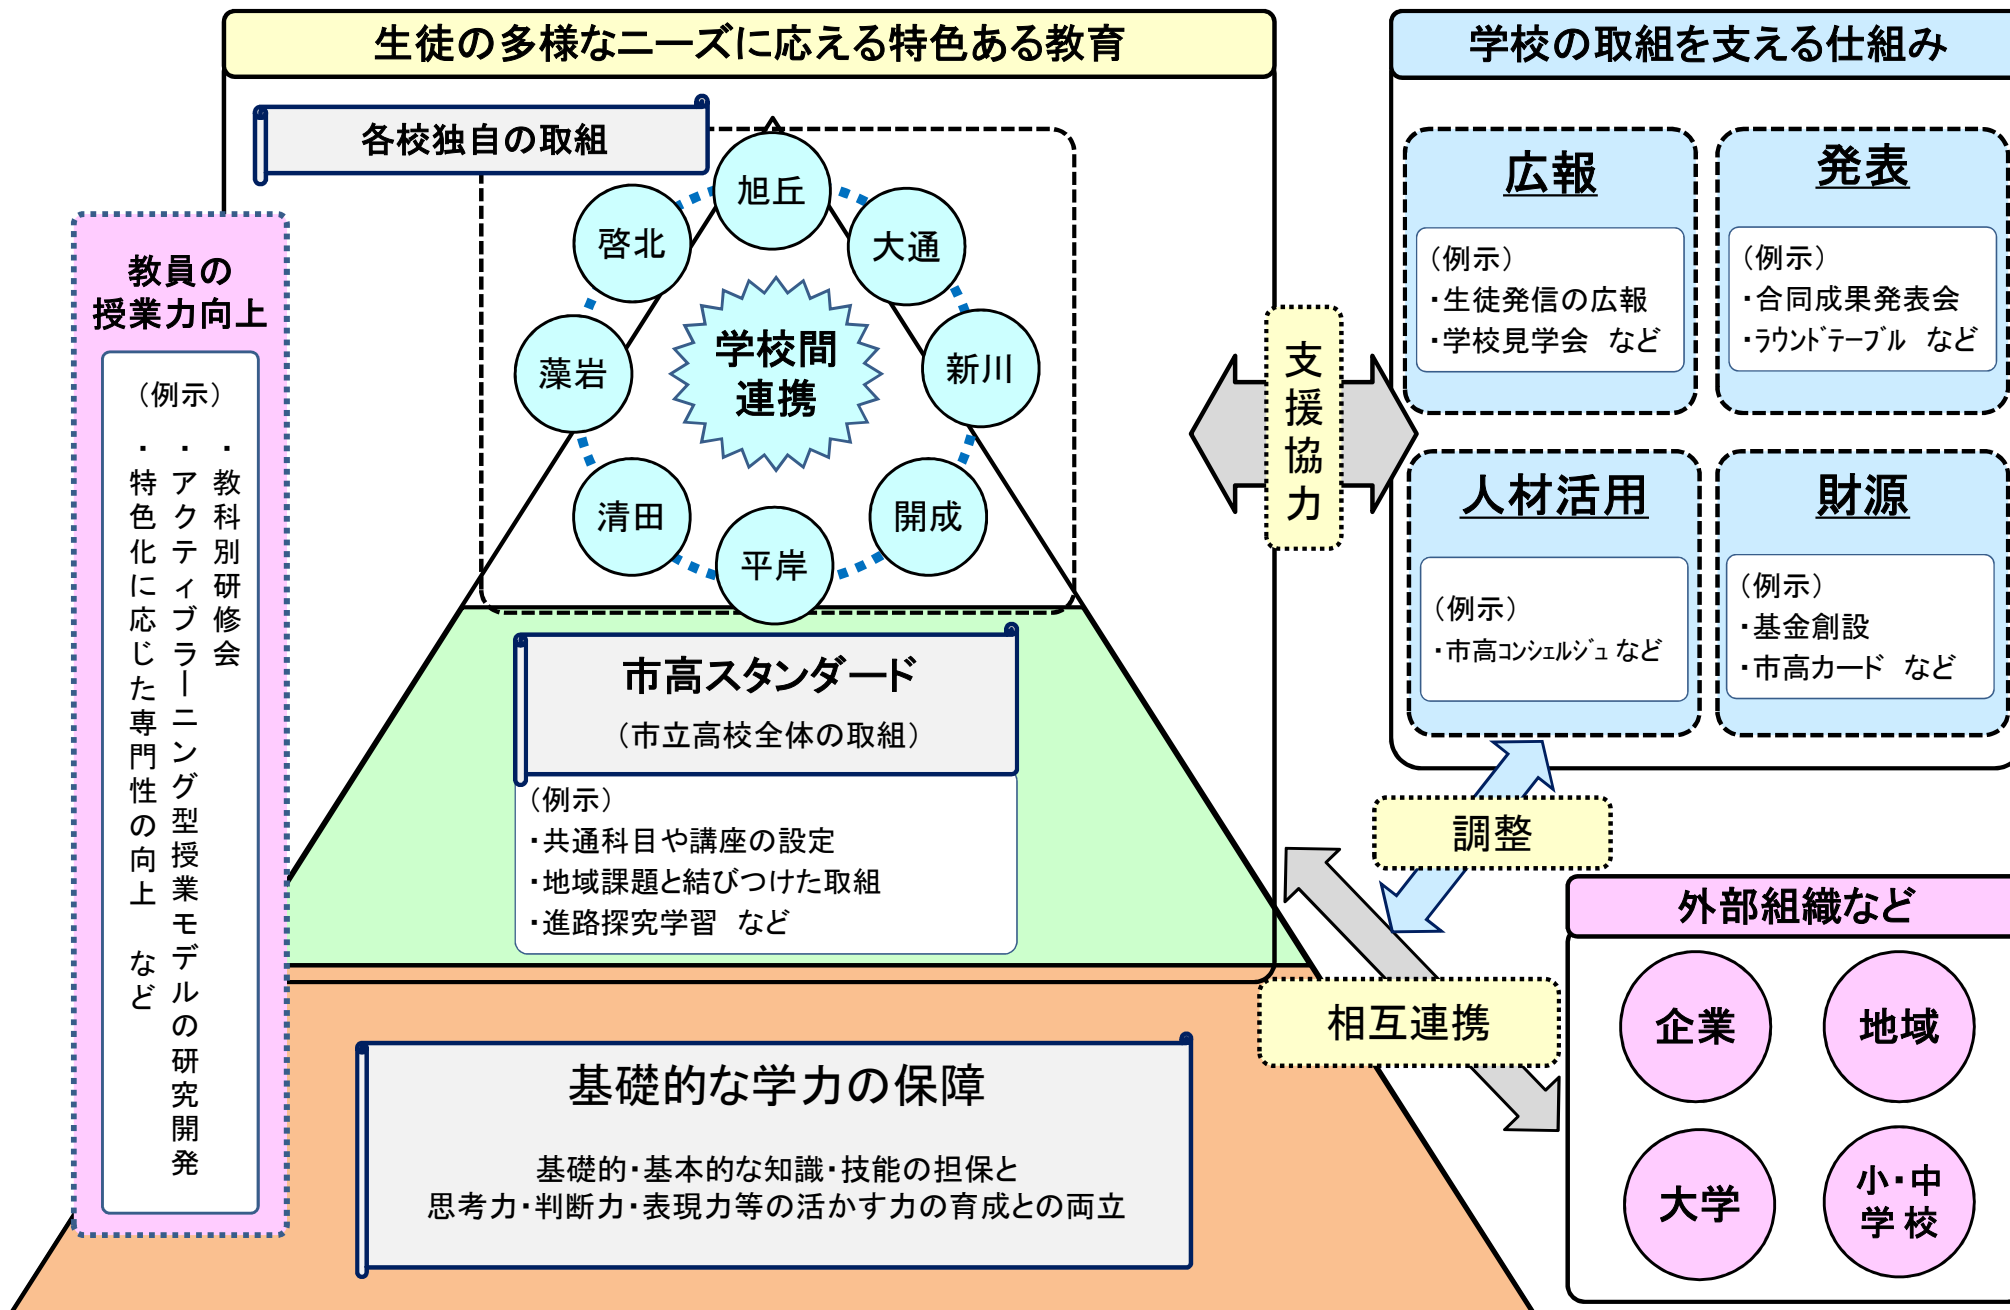 生徒の多様なニーズに応える特色ある教育
各校独自の取組
旭丘
啓北
大通
藻岩
新川
学校間
連携
清田
開成
平岸
教員の
授業力向上
（例示）
・教科別研修会
・アクティブラーニング型授業モデルの研究開発
・特色化に応じた専門性の向上　など
市高スタンダード
（市立高校全体の取組）
（例示）
・共通科目や講座の設定
・地域課題と結びつけた取組
・進路探究学習　など
基礎的な学力の保障
基礎的・基本的な知識・技能の担保と
思考力・判断力・表現力等の活かす力の育成との両立
支援協力
学校の取組を支える仕組み
広報
（例示）
・生徒発信の広報
・学校見学会　など
発表
（例示）
・合同成果発表会
・ﾗｳﾝﾄﾞﾃｰﾌﾞﾙ　など
人材活用
（例示）
・市高ｺﾝｼｪﾙｼﾞｭ など
財源
（例示）
・基金創設
・市高カード　など
調整
相互連携
外部組織など
企業
地域
大学
小・中
学校